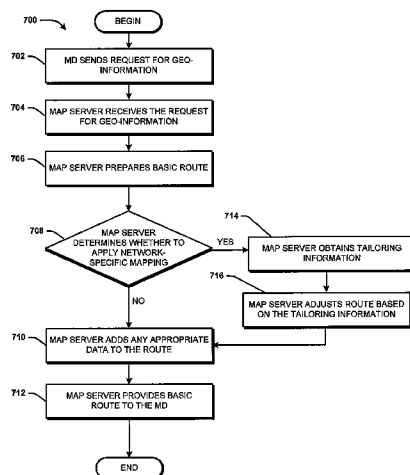 700
BEGIN
702
MD SENDS REQUEST FOR GEO-
INFORMATION
704
MAP SERVER RECEIVES THE REQUEST
FOR GEO-INFORMATION
706
MAP SERVER PREPARES BASIC ROUTE
708
MAP SERVER
DETERMINES WHETHER TO
APPLY NETWORK-
SPECIFIC MAPPING
YES
714
MAP SERVER OBTAINS TAILORING
INFORMATION
716
MAP SERVER ADJUSTS ROUTE BASED
ON THE TAILORING INFORMATION
NO
710
MAP SERVER ADDS ANY APPROPRIATE
DATA TO THE ROUTE
712
MAP SERVER PROVIDES BASIC
ROUTE TO THE MD
END